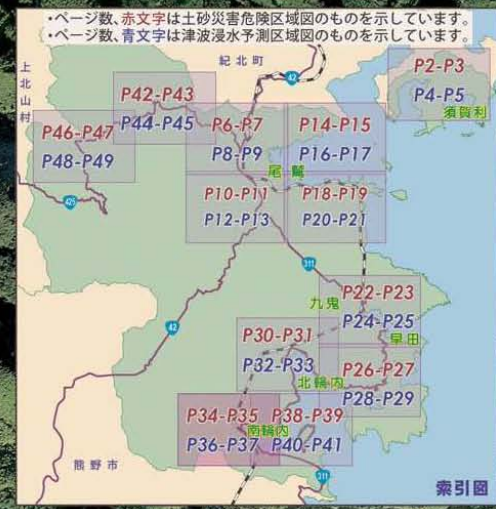 ・ページ数、赤文字は土砂災害危険区域図のものを示しています。
・ページ数、青文字は津波浸水予測区域図のものを示しています。
上北山村
紀北町
42
P2-P3
P4-P5
須賀利
P42-P43
P44-P45
P46-P47
P48-P49
P6-P7
P8-P9
P14-P15
P16-P17
尾鷲
425
P10-P11
P12-P13
P18-P19
P20-P21
311
九鬼
P22-P23
P24-P25
早田
42
P30-P31
P32-P33
北輪内
P26-P27
P28-P29
P34-P35
P36-P37
南輪内
P38-P39
P40-P41
熊野市
311
索引図